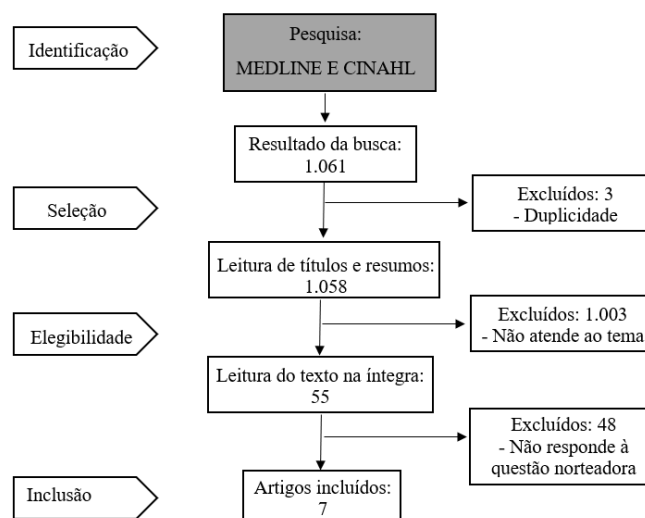 Identificação
Pesquisa:
MEDLINE E CINAHL
Resultado da busca:
1.061
Seleção
Excluídos: 3
- Duplicidade
Leitura de títulos e resumos:
1.058
Elegibilidade
Excluídos: 1.003
- Não atende ao tema
Leitura do texto na íntegra:
55
Excluídos: 48
- Não responde à
questão norteadora
Inclusão
Artigos incluídos:
7